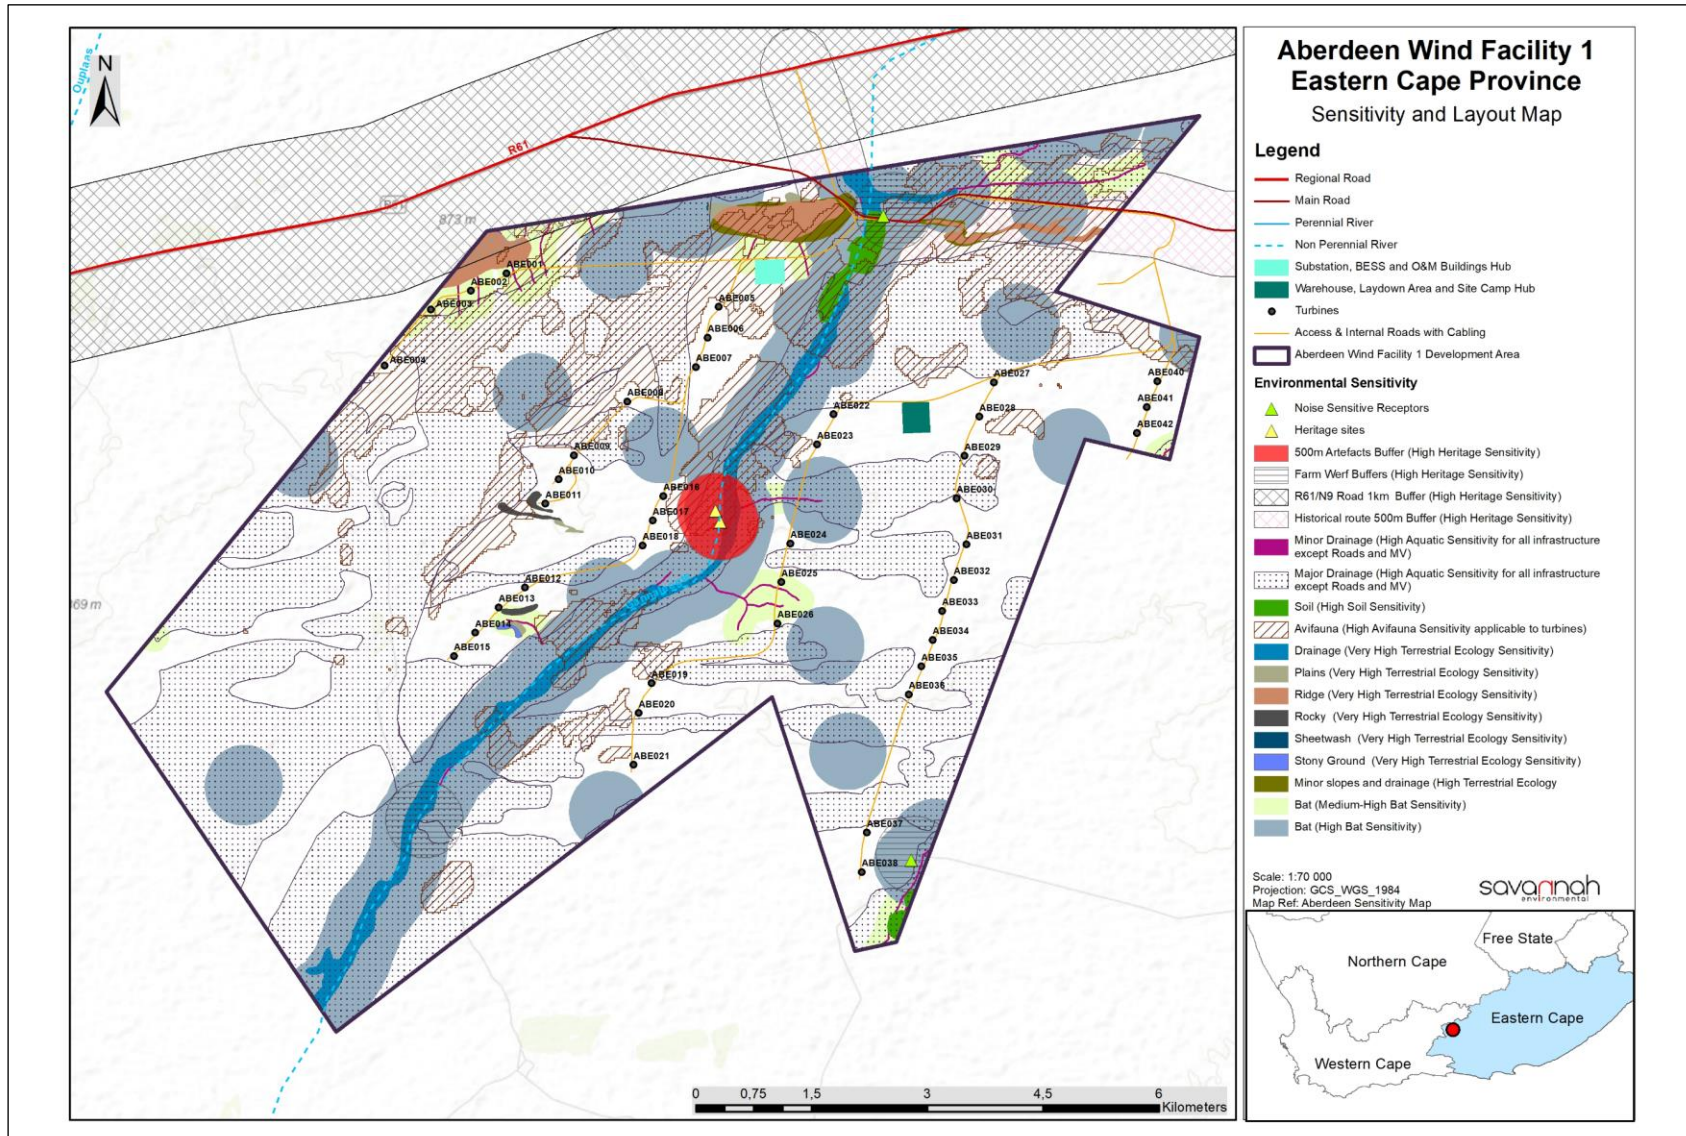 Ouplaas
N
R61
R61
873 m
869 m
ABE001
ABE002
ABE003
ABE004
ABE005
ABE006
ABE007
ABE008
ABE009
ABE010
ABE011
ABE012
ABE013
ABE014
ABE015
ABE016
ABE017
ABE018
ABE019
ABE020
ABE021
ABE022
ABE023
ABE024
ABE025
ABE026
ABE027
ABE028
ABE029
ABE030
ABE031
ABE032
ABE033
ABE034
ABE035
ABE036
ABE037
ABE038
ABE040
ABE041
ABE042
0 0,75 1,5 3 4,5 6
Kilometers
Aberdeen Wind Facility 1
Eastern Cape Province
Sensitivity and Layout Map
Legend
Regional Road
Main Road
Perennial River
Non Perennial River
Substation, BESS and O&M Buildings Hub
Warehouse, Laydown Area and Site Camp Hub
Turbines
Access & Internal Roads with Cabling
Aberdeen Wind Facility 1 Development Area
Environmental Sensitivity
Noise Sensitive Receptors
Heritage sites
500m Artefacts Buffer (High Heritage Sensitivity)
Farm Werf Buffers (High Heritage Sensitivity)
R61/N9 Road 1km Buffer (High Heritage Sensitivity)
Historical route 500m Buffer (High Heritage Sensitivity)
Minor Drainage (High Aquatic Sensitivity for all infrastructure
except Roads and MV)
Major Drainage (High Aquatic Sensitivity for all infrastructure
except Roads and MV)
Soil (High Soil Sensitivity)
Avifauna (High Avifauna Sensitivity applicable to turbines)
Drainage (Very High Terrestrial Ecology Sensitivity)
Plains (Very High Terrestrial Ecology Sensitivity)
Ridge (Very High Terrestrial Ecology Sensitivity)
Rocky (Very High Terrestrial Ecology Sensitivity)
Sheetwash (Very High Terrestrial Ecology Sensitivity)
Stony Ground (Very High Terrestrial Ecology Sensitivity)
Minor slopes and drainage (High Terrestrial Ecology
Bat (Medium-High Bat Sensitivity)
Bat (High Bat Sensitivity)
Scale: 1:70 000
Projection: GCS_WGS_1984
Map Ref: Aberdeen Sensitivity Map
savannah
environmental
Free State
Northern Cape
Eastern Cape
Western Cape